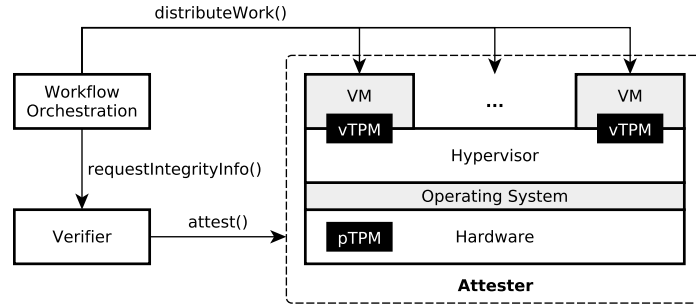 distributeWork()
Workflow
Orchestration
VM
...
VM
vTPM
vTPM
Hypervisor
requestIntegrityInfo()
Operating System
Verifier
attest()
pTPM
Hardware
Attester